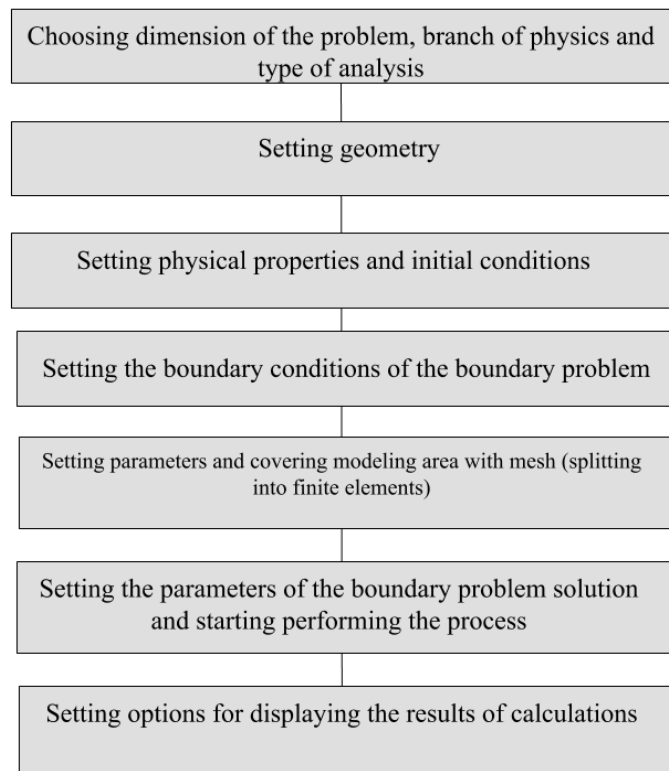 Choosing dimension of the problem, branch of physics and
type of analysis
Setting geometry
Setting physical properties and initial conditions
Setting the boundary conditions of the boundary problem
Setting parameters and covering modeling area with mesh (splitting
into finite elements)
Setting the parameters of the boundary problem solution
and starting performing the process
Setting options for displaying the results of calculations